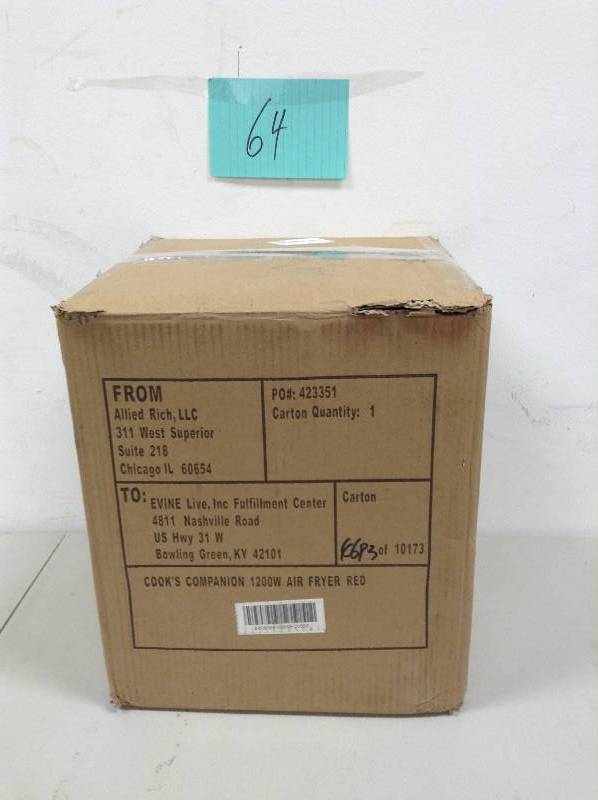 64
FROM
Allied Rich, LLC
311 West Superior
Suite 218
Chicago IL 60654
PO#: 423351
Carton Quantity: 1
TO:
EVINE Live, Inc Fulfillment Center
4811 Nashville Road
US Hwy 31 W
Bowling Green, KY 42101
Carton
of 10173
COOK'S COMPANION 1200W AIR FRYER RED